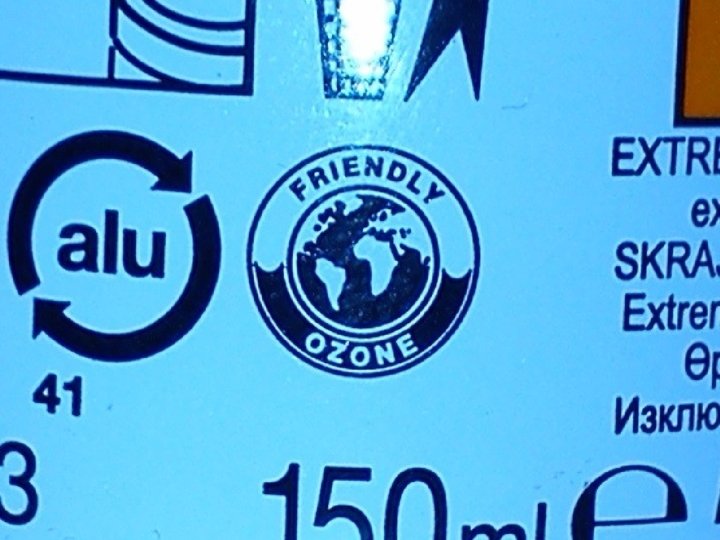 alu
41
FRIENDLY
OZONE
3
150ml e
EXTRE
ex
SKRAJ
Extrem
Өр
Изклю